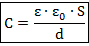 C = ε · ε₀ · S / d